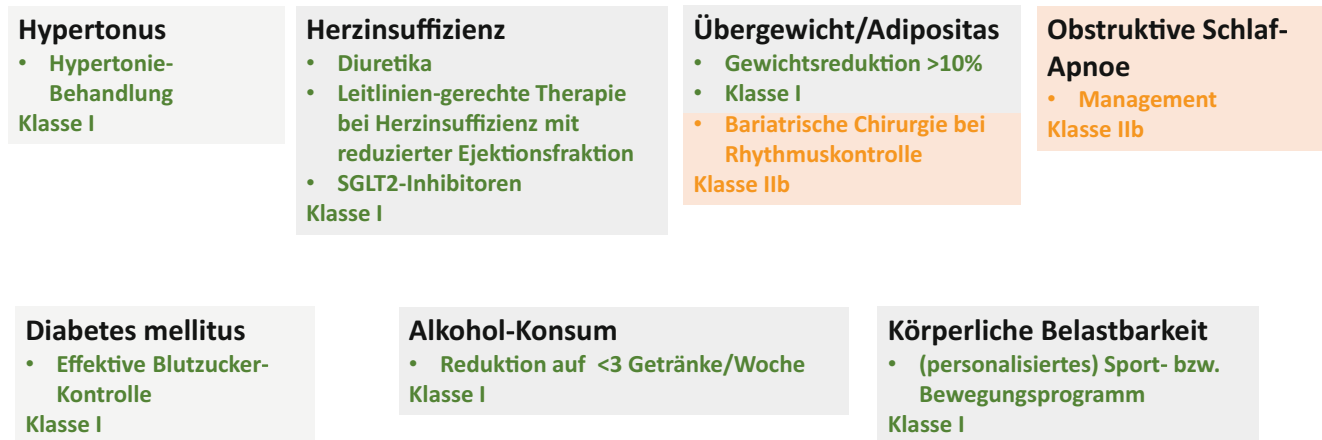 Hypertonus
• Hypertonie-
Behandlung
Klasse I
Herzinsuffizienz
• Diuretika
• Leitlinien-gerechte Therapie
bei Herzinsuffizienz mit
reduzierter Ejektionsfraktion
• SGLT2-Inhibitoren
Klasse I
Übergewicht/Adipositas
• Gewichtsreduktion >10%
• Klasse I
• Bariatrische Chirurgie bei
Rhythmuskontrolle
Klasse IIb
Obstruktive Schlaf-
Apnoe
• Management
Klasse IIb
Diabetes mellitus
• Effektive Blutzucker-
Kontrolle
Klasse I
Alkohol-Konsum
• Reduktion auf <3 Getränke/Woche
Klasse I
Körperliche Belastbarkeit
• (personalisiertes) Sport- bzw.
Bewegungsprogramm
Klasse I